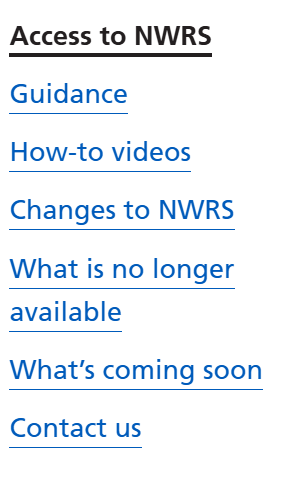 Access to NWRS
Guidance
How-to videos
Changes to NWRS
What is no longer
available
What’s coming soon
Contact us